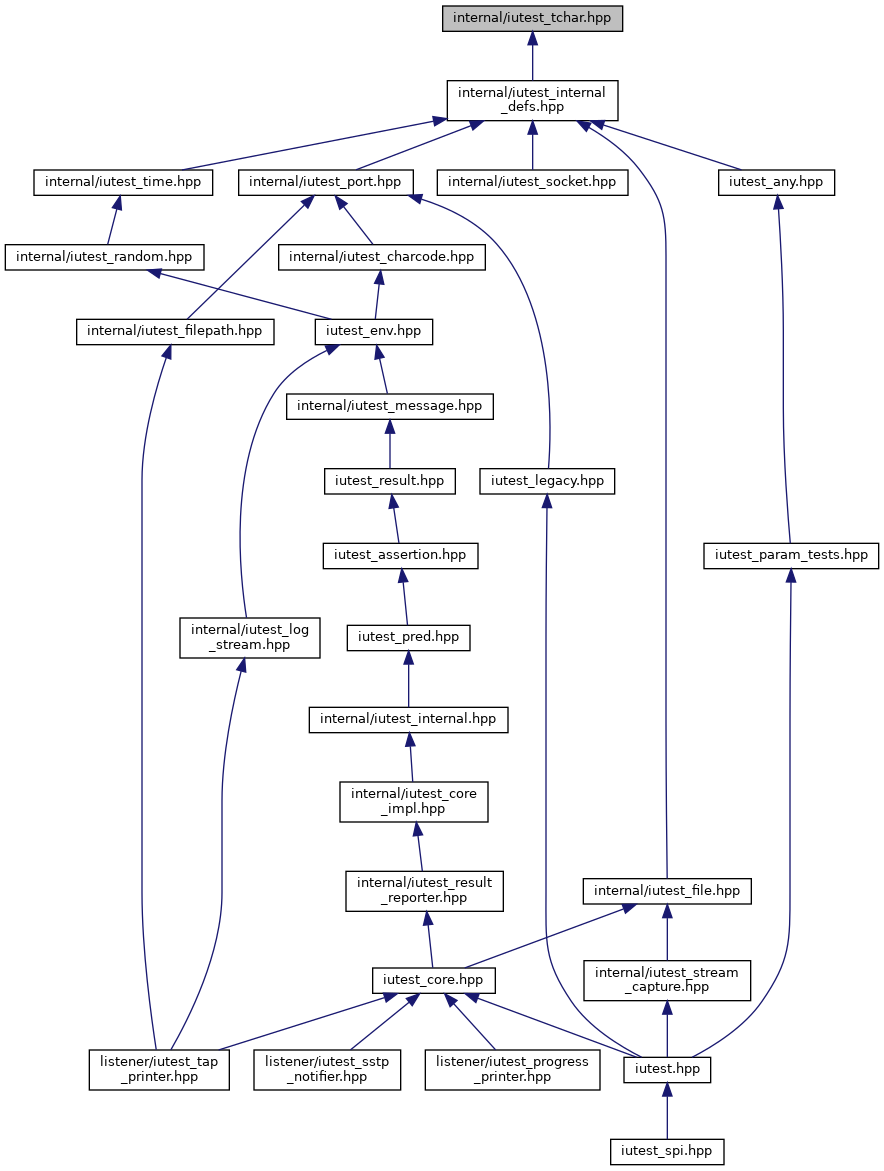 internal/iutest_tchar.hpp
internal/iutest_internal
_defs.hpp
internal/iutest_time.hpp
internal/iutest_port.hpp
internal/iutest_socket.hpp
iutest_any.hpp
internal/iutest_random.hpp
internal/iutest_charcode.hpp
internal/iutest_filepath.hpp
iutest_env.hpp
internal/iutest_message.hpp
iutest_result.hpp
iutest_legacy.hpp
iutest_assertion.hpp
iutest_param_tests.hpp
internal/iutest_log
_stream.hpp
iutest_pred.hpp
internal/iutest_internal.hpp
internal/iutest_core
_impl.hpp
internal/iutest_result
_reporter.hpp
internal/iutest_file.hpp
iutest_core.hpp
internal/iutest_stream
_capture.hpp
listener/iutest_tap
_printer.hpp
listener/iutest_sstp
_notifier.hpp
listener/iutest_progress
_printer.hpp
iutest.hpp
iutest_spi.hpp